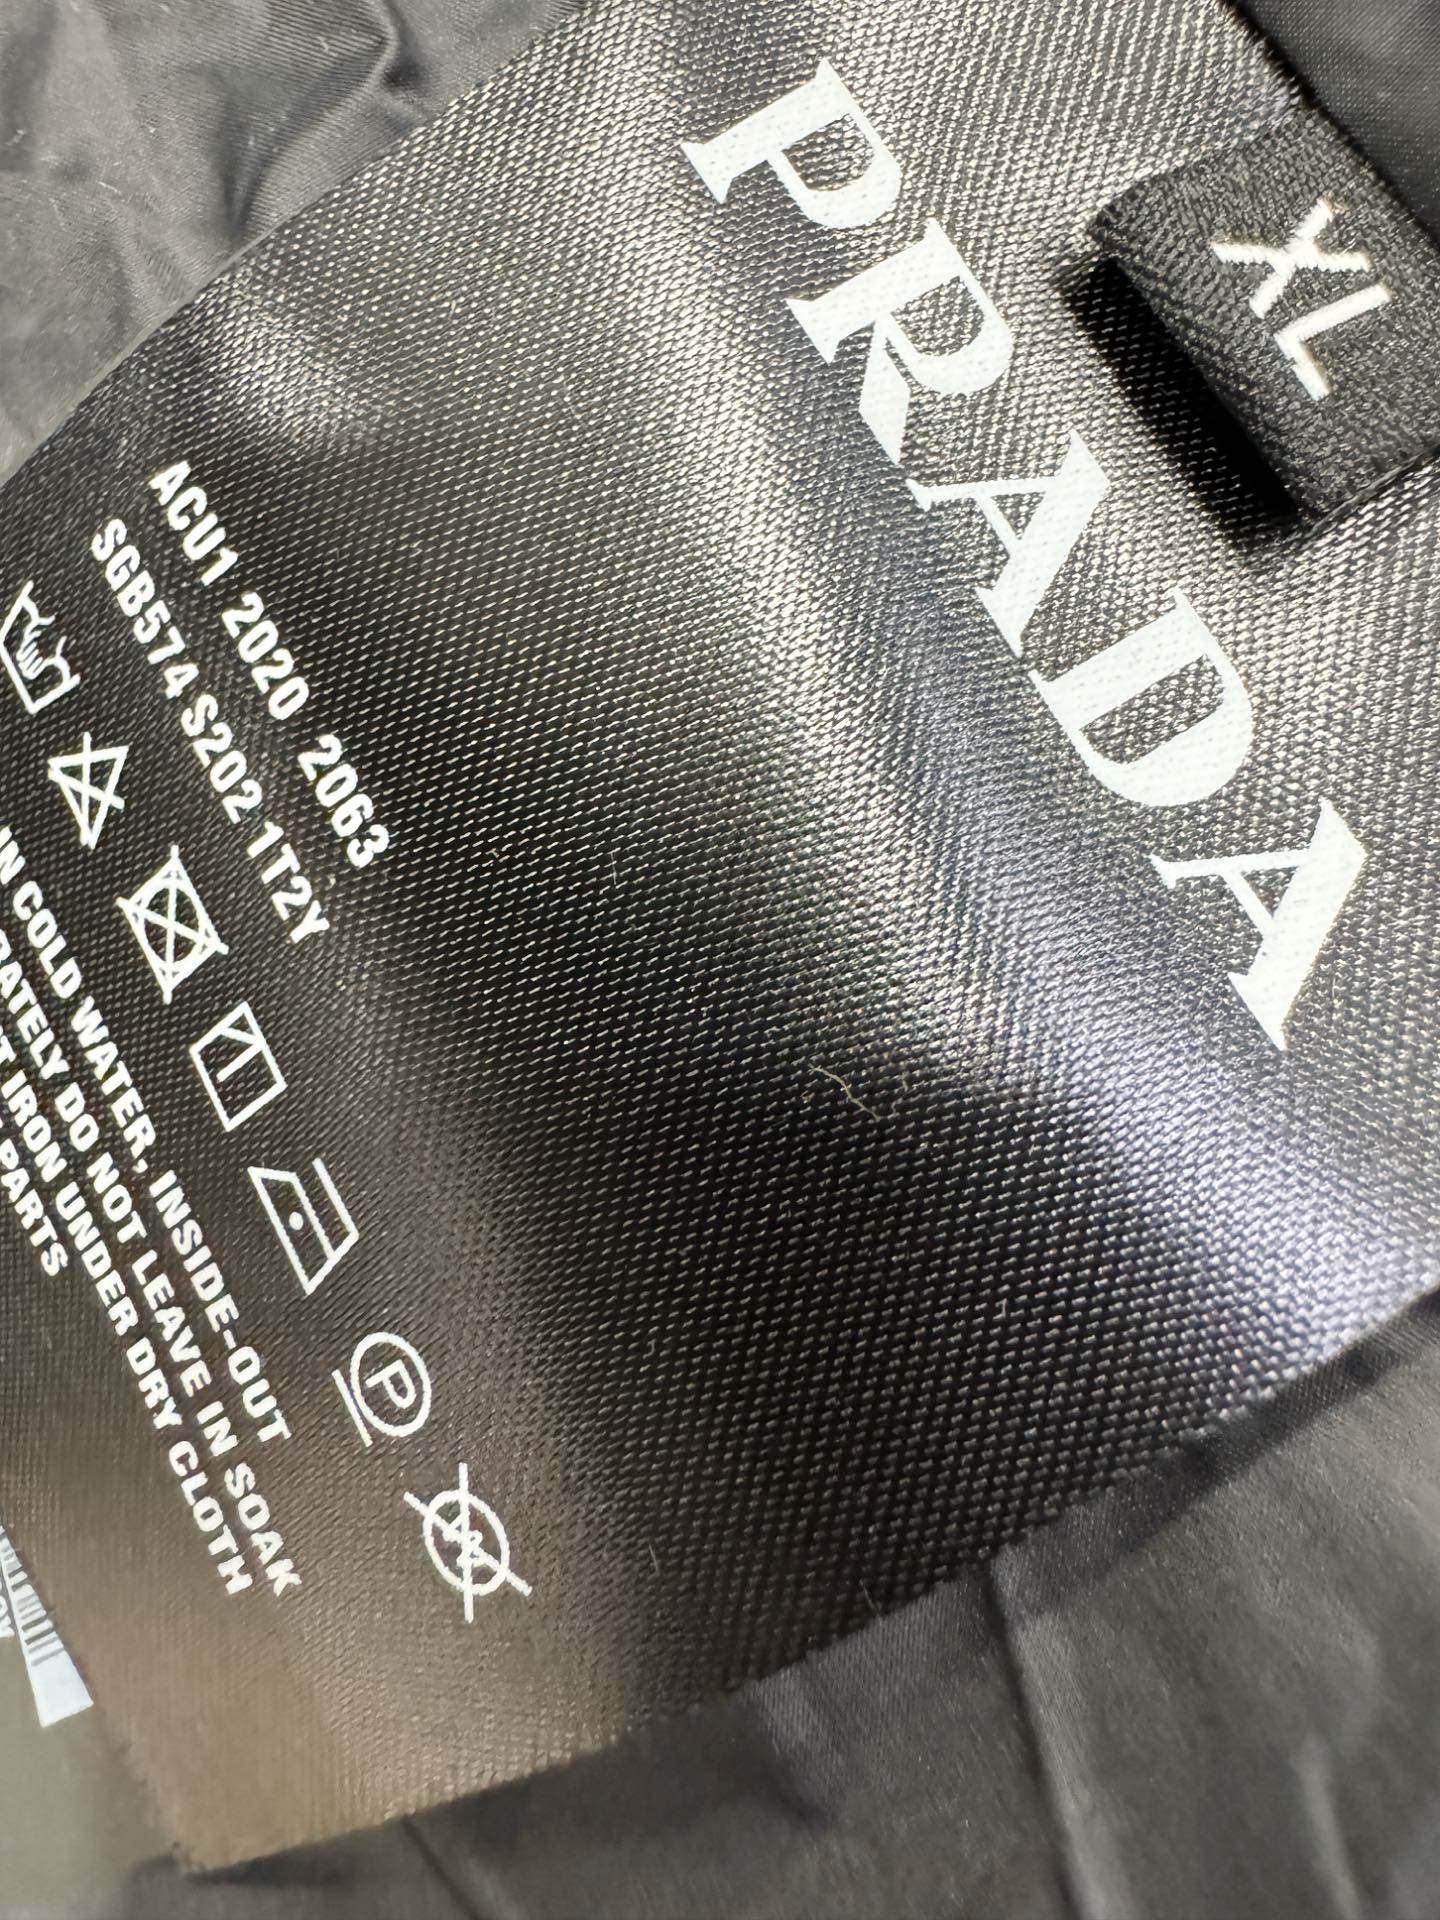 XL
PRADA
ACU1 2020 2063
SGB574 S202 1T2Y
P
IN COLD WATER, INSIDE-OUT
DO NOT LEAVE IN SOAK
IRON UNDER DRY CLOTH
PARTS